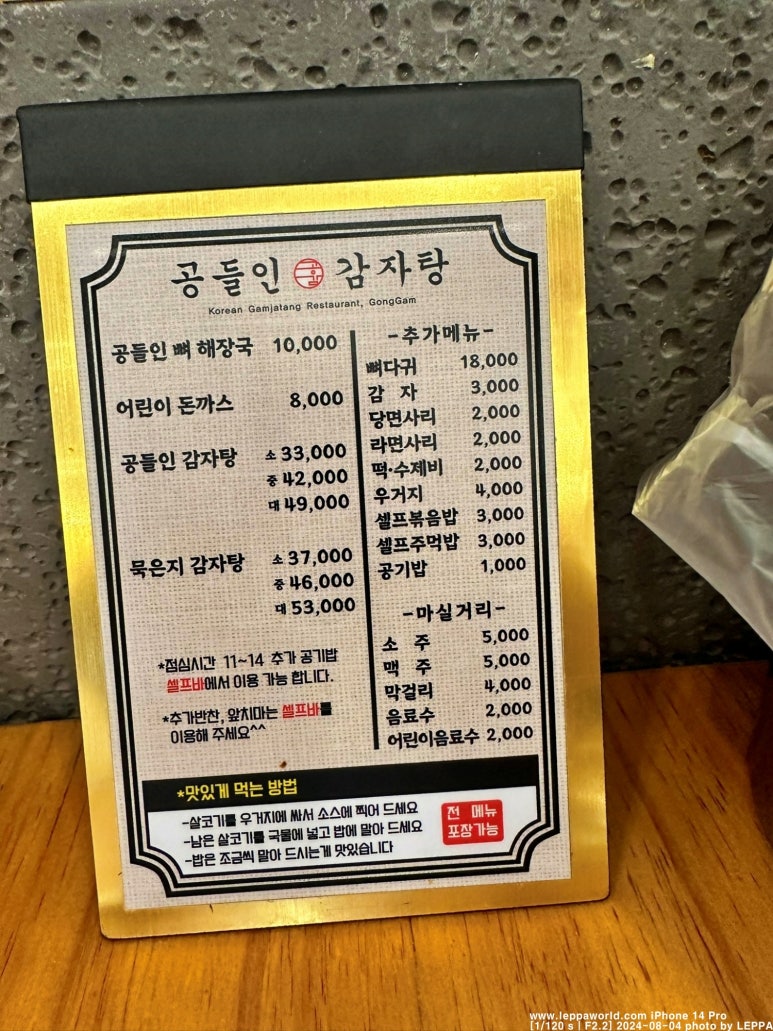 공들인 감자탕
Korean Gamjatang Restaurant, GongGam
공들인 뼈 해장국 10,000
어린이 돈까스 8,000
공들인 감자탕 소 33,000
중 42,000
대 49,000
묵은지 감자탕 소 37,000
중 46,000
대 53,000
*점심시간 11~14 추가 공기밥
셀프바에서 이용 가능 합니다.
*추가반찬, 앞치마는 셀프바를
이용해 주세요^^
-추가메뉴-
뼈다귀 18,000
감 자 3,000
당면사리 2,000
라면사리 2,000
떡·수제비 2,000
우거지 4,000
셀프볶음밥 3,000
셀프주먹밥 3,000
공기밥 1,000
-마실거리-
소 주 5,000
맥 주 5,000
막걸리 4,000
음료수 2,000
어린이음료수 2,000
*맛있게 먹는 방법
-살코기를 우거지에 싸서 소스에 찍어 드세요
-남은 살코기를 국물에 넣고 밥에 말아 드세요
-밥은 조금씩 말아 드시는게 맛있습니다
전 메뉴
포장가능
www.leppaworld.com iPhone 14 Pro
[1/120 s | F2.2] 2024-08-04 photo by LEPPA